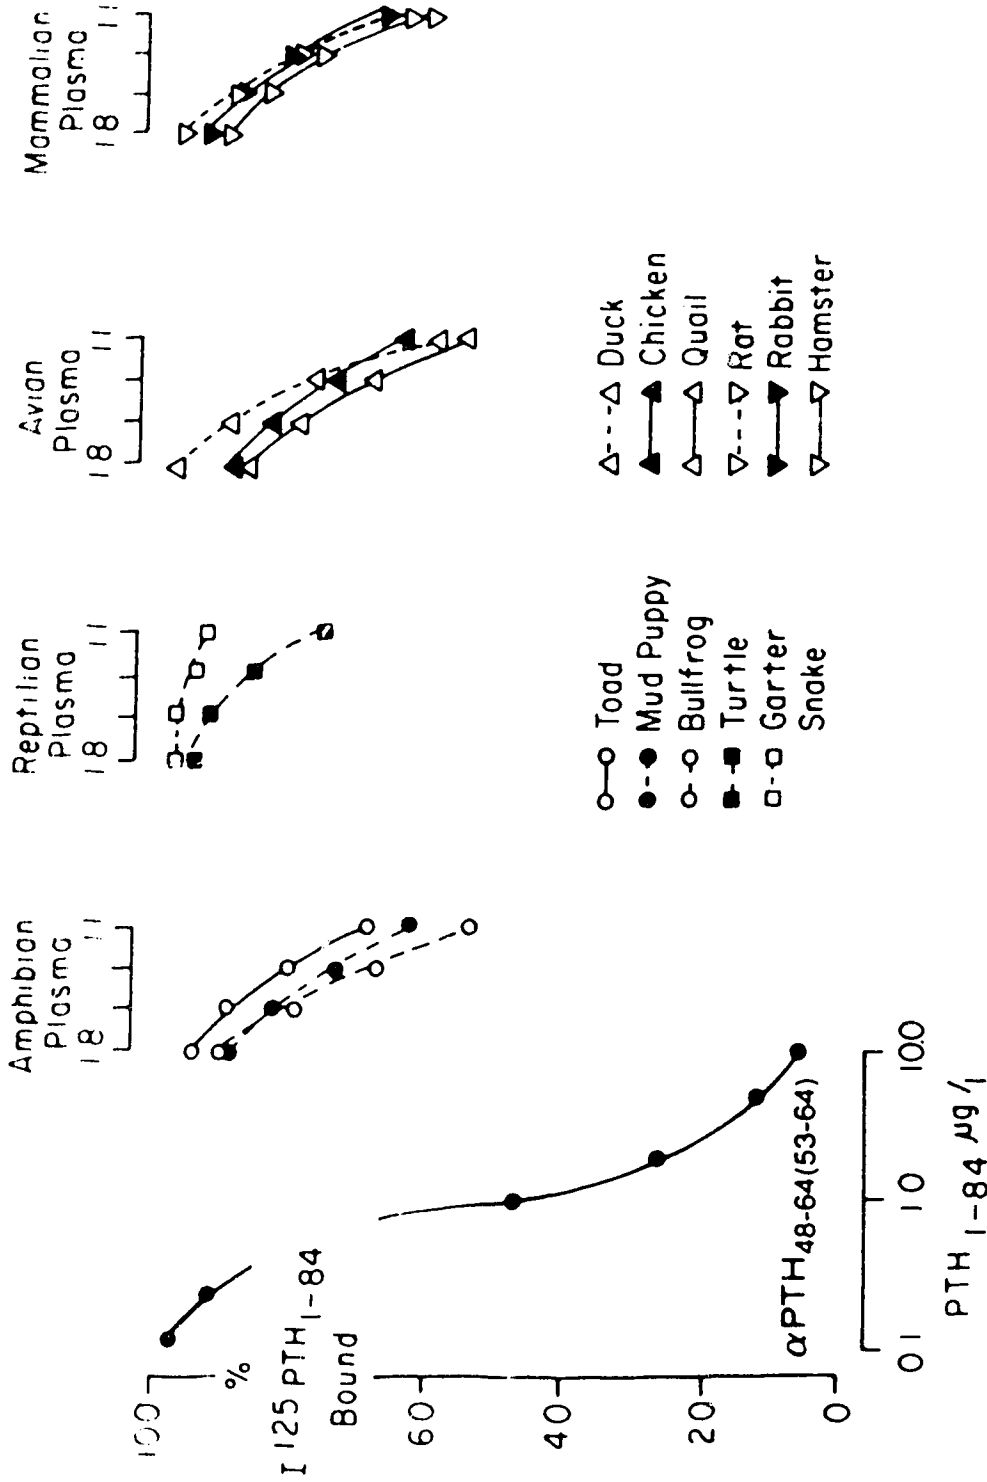 Amphibian
Plasma
1:8
1:1
Reptilian
Plasma
1:8
1:1
Avian
Plasma
1:8
1:1
Mammalian
Plasma
1:8
1:1
100
%
I 125 PTH1-84
Bound
60
40
20
0
αPTH48-64(53-64)
0.1
1.0
10.0
PTH 1-84 μg/l
Toad
Mud Puppy
Bullfrog
Turtle
Garter
Snake
Duck
Chicken
Quail
Rat
Rabbit
Hamster